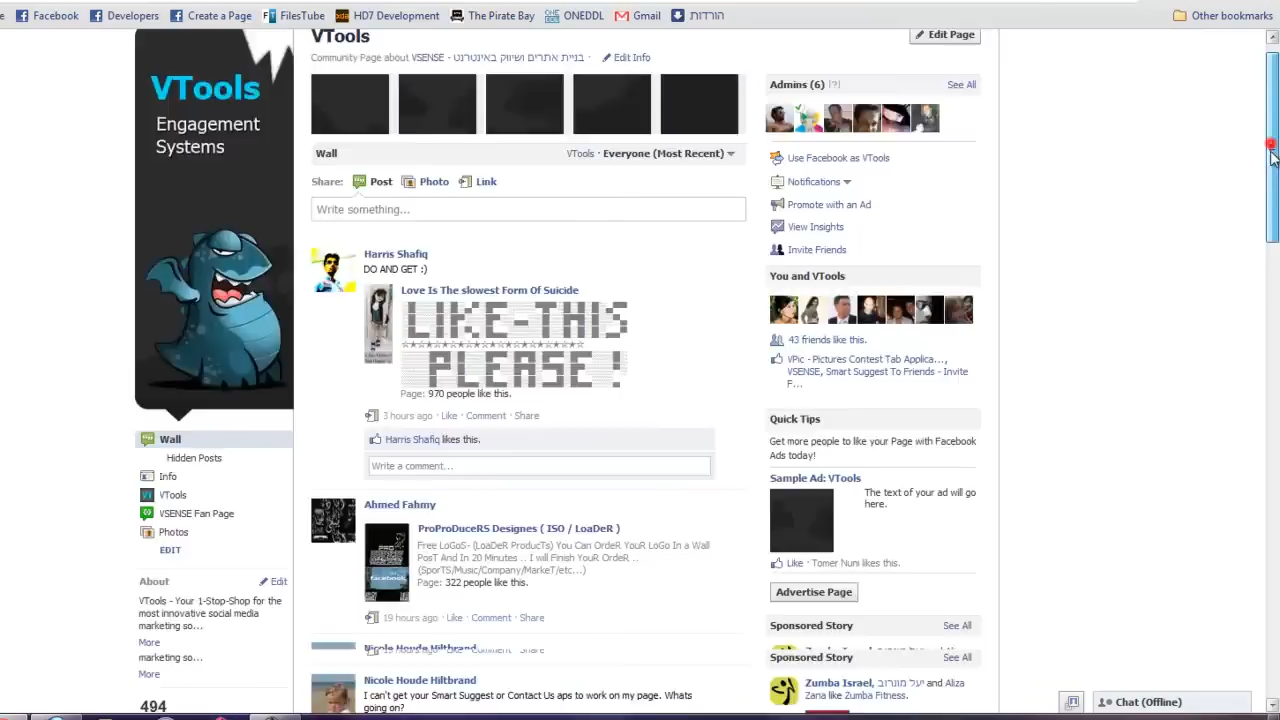 Facebook Developers Create a Page FilesTube HD7 Development The Pirate Bay ONEDDL Gmail הורדות Other bookmarks
VTools
Engagement
Systems
Wall
Hidden Posts
Info
VTools
VSENSE Fan Page
Photos
EDIT
About Edit
VTools - Your 1-Stop-Shop for the
most innovative social media
marketing so...
More
marketing so...
More
494
VTools
Community Page about VSENSE - בניית אתרים ושיווק באינטרנט · Edit Info
Wall VTools · Everyone (Most Recent)
Share: Post Photo Link
Write something...
Harris Shafiq
DO AND GET :)
Love Is The slowest Form Of Suicide
LIKE-THIS
PLEASE !
Page: 970 people like this.
3 hours ago · Like · Comment · Share
Harris Shafiq likes this.
Write a comment...
Ahmed Fahmy
ProProDuceRS Designes ( ISO / LoaDeR )
Free LoGoS- (LoaDeR ProducTs) You Can OrdeR YouR LoGo In a Wall
PosT And In 20 Minutes .. I will FinisH YouR OrdeR ..
(SporTS/Music/Company/MarkeT/etc...)
Page: 322 people like this.
19 hours ago · Like · Comment · Share
Nicole Houde Hiltbrand
19 hours ago · Like · Comment · Share
Nicole Houde Hiltbrand
I can't get your Smart Suggest or Contact Us aps to work on my page. Whats
going on?
Edit Page
Admins (6) [?] See All
Use Facebook as VTools
Notifications
Promote with an Ad
View Insights
Invite Friends
You and VTools
43 friends like this.
VPic - Pictures Contest Tab Applica...,
VSENSE, Smart Suggest To Friends - Invite
F...
Quick Tips
Get more people to like your Page with Facebook
Ads today!
Sample Ad: VTools
The text of your ad will go
here.
Like · Tomer Nuni likes this.
Advertise Page
Sponsored Story See All
Sponsored Story See All
Zumba Israel, יעל מנרוב and Aliza
Zana like Zumba Fitness.
Chat (Offline)